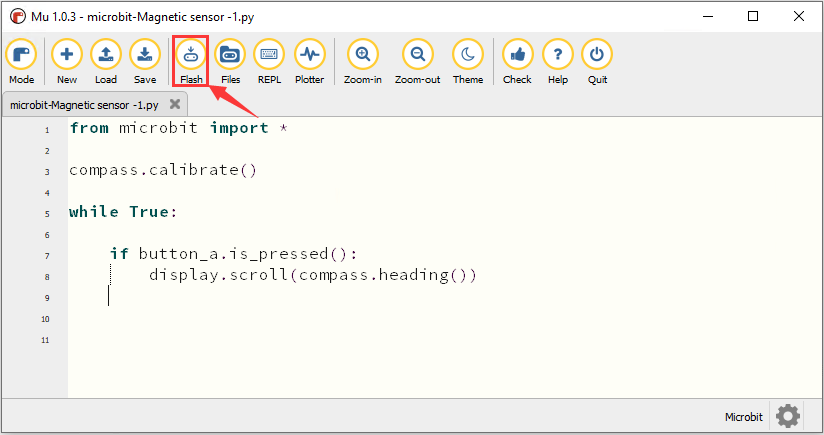 Mu 1.0.3 - microbit-Magnetic sensor -1.py
Mode New Load Save Flash Files REPL Plotter Zoom-in Zoom-out Theme Check Help Quit
microbit-Magnetic sensor -1.py
1 from microbit import *
2
3 compass.calibrate()
4
5 while True:
6
7 if button_a.is_pressed():
8 display.scroll(compass.heading())
9
10
11
Microbit